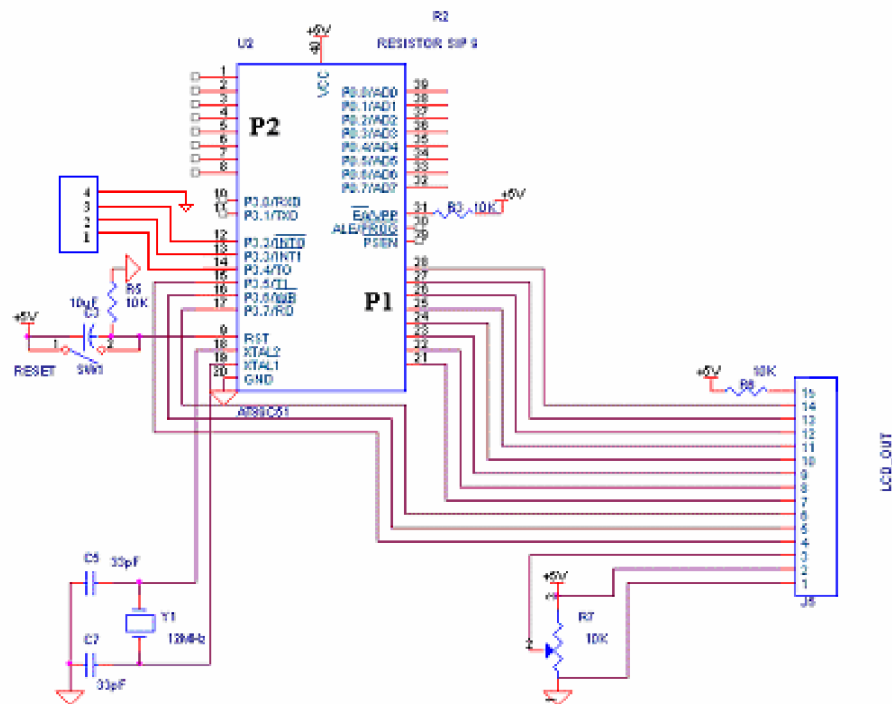 R2
RESISTOR SIP 9
U2
+5V
40
VCC
1
2
3
4
5
6
7
8
P2
P0.0/AD0
P0.1/AD1
P0.2/AD2
P0.3/AD3
P0.4/AD4
P0.5/AD5
P0.6/AD6
P0.7/AD7
39
38
37
36
35
34
33
32
4
3
2
1
10
11
P3.0/RXD
P3.1/TXD
12
13
14
15
16
17
P3.2/INT0
P3.3/INT1
P3.4/T0
P3.5/T1
P3.6/WR
P3.7/RD
EA/VPP
ALE/PROG
PSEN
31
30
29
R3 10K
+5V
P1
28
27
26
25
24
23
22
21
10uF
C3
R5
10K
+5V
1
2
RESET
SW1
9
18
19
20
RST
XTAL2
XTAL1
GND
AT89C51
+5V
R6
10K
15
14
13
12
11
10
9
8
7
6
5
4
3
2
1
LCD_OUT
J5
C5
33pF
Y1
12MHz
C7
33pF
+5V
R7
10K
2